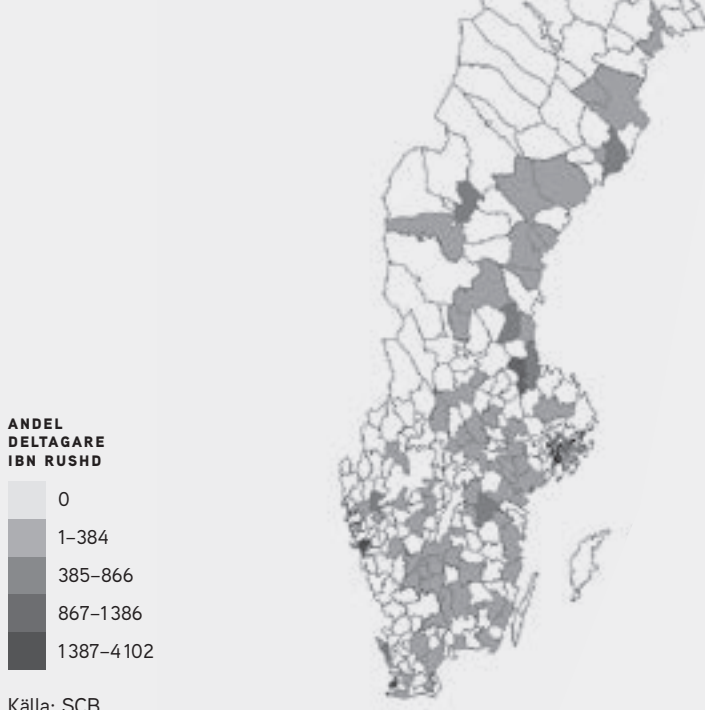 ANDEL
DELTAGARE
IBN RUSHD
0
1–384
385–866
867–1386
1387–4102
Källa: SCB